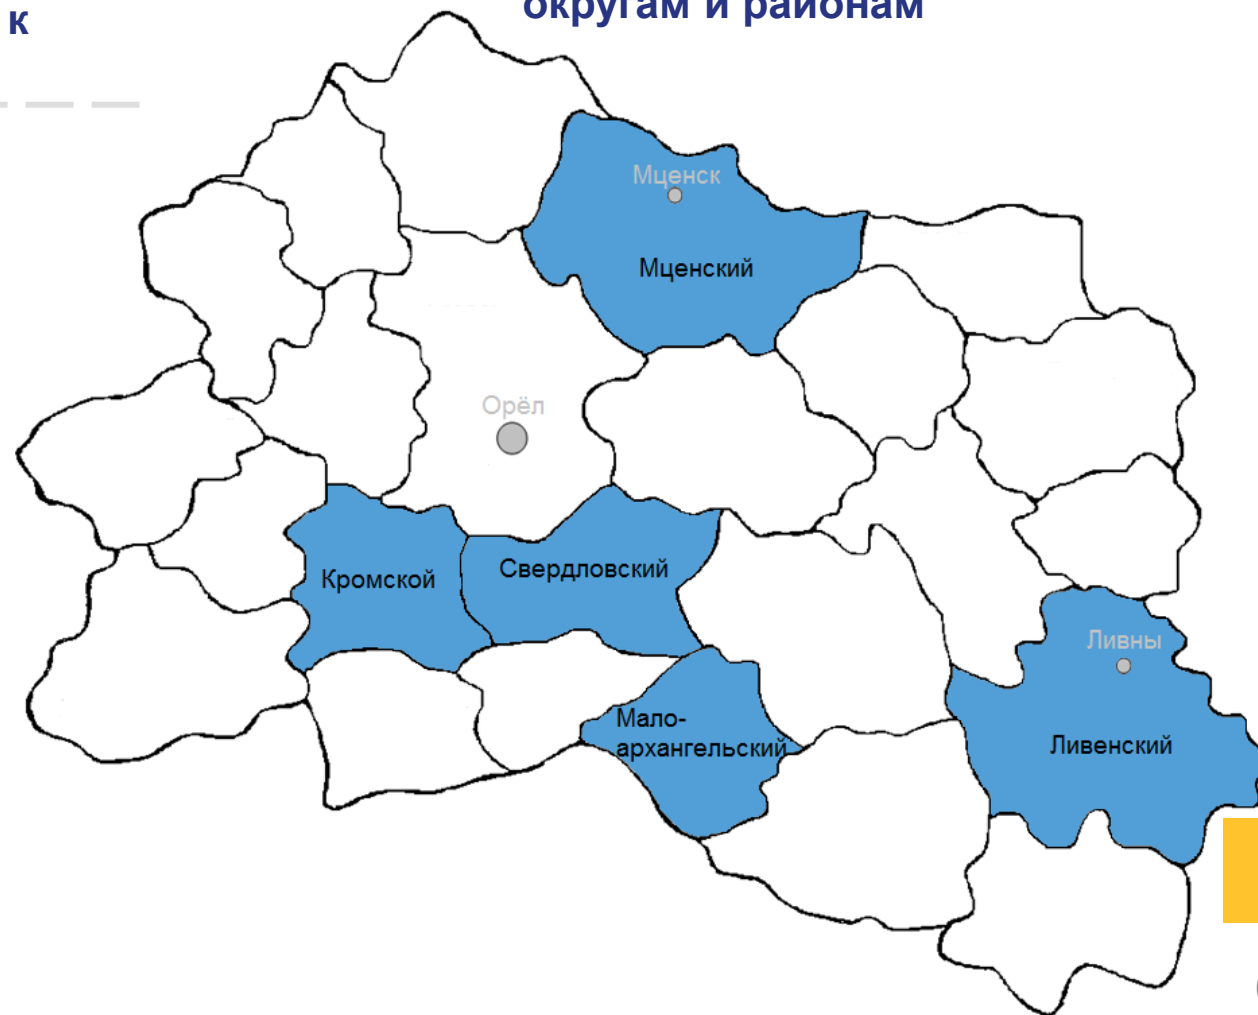 к
округам и районам
Мценск
Мценский
Орёл
Свердловский
Кромской
Ливны
Мало-
архангельский
Ливенский